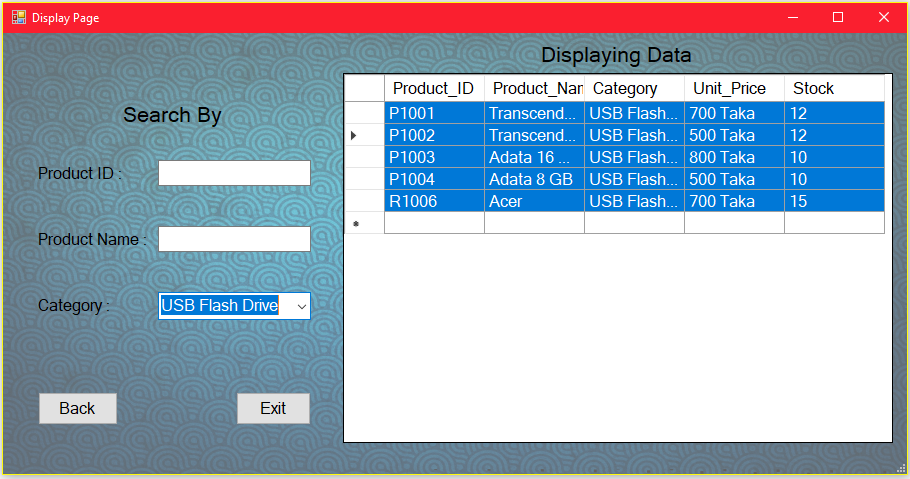 Display Page
Displaying Data
Search By
Product ID :
Product Name :
Category : USB Flash Drive
Back Exit
Product_ID Product_Nam Category Unit_Price Stock
P1001 Transcend... USB Flash... 700 Taka 12
P1002 Transcend... USB Flash... 500 Taka 12
P1003 Adata 16 ... USB Flash... 800 Taka 10
P1004 Adata 8 GB USB Flash... 500 Taka 10
R1006 Acer USB Flash... 700 Taka 15